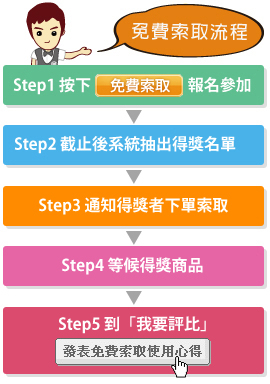 免費索取流程
Step1 按下 免費索取 報名參加
Step2 截止後系統抽出得獎名單
Step3 通知得獎者下單索取
Step4 等候得獎商品
Step5 到「我要評比」
發表免費索取使用心得